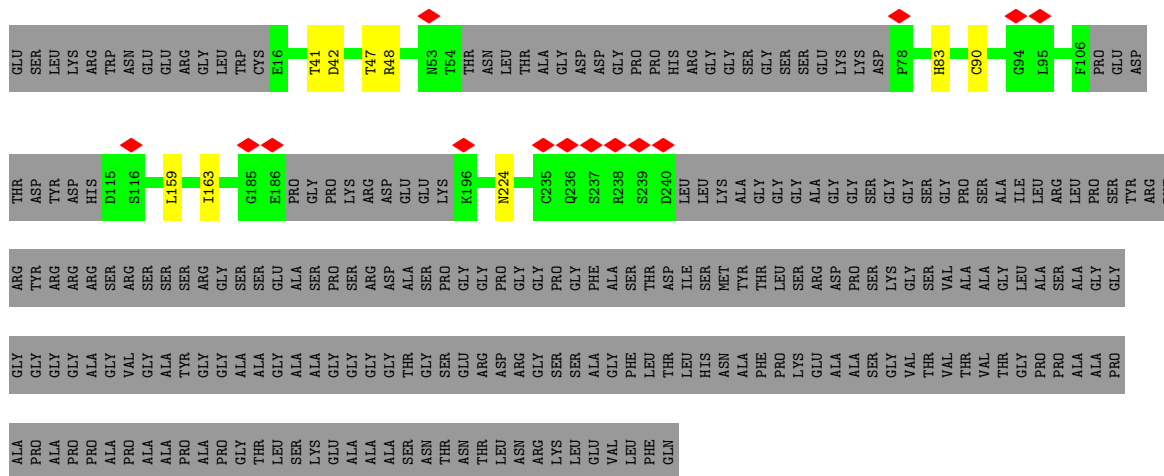 GLU SER LEU LYS ARG TRP ASN GLU GLU ARG GLY LEU TRP CYS E16 T41 D42 T47 R48 N53 T54 THR ASN LEU THR ALA GLY ASP ASP GLY PRO PRO HIS ARG GLY GLY SER GLY SER SER GLU LYS LYS ASP P78 H83 C90 G94 L95 F106 PRO GLU ASP
THR ASP TYR ASP HIS D115 S116 L159 I163 G185 E186 PRO GLY PRO LYS ARG ASP GLU GLU LYS K196 N224 C235 Q236 S237 R238 S239 D240 LEU LEU LYS ALA GLY GLY GLY ALA GLY GLY SER GLY GLY SER GLY PRO SER ALA ILE LEU ARG LEU PRO SER TYR ARG
ARG TYR ARG ARG ARG SER ARG SER SER SER ARG GLY SER SER GLU ALA SER PRO SER ARG ASP ALA SER PRO GLY GLY PRO GLY GLY PRO GLY PHE ALA SER THR ASP ILE SER MET TYR THR LEU SER ARG ASP PRO SER LYS GLY SER VAL ALA ALA GLY LEU ALA SER ALA GLY GLY
GLY GLY GLY GLY ALA GLY VAL GLY ALA TYR GLY GLY ALA ALA GLY ALA ALA GLY GLY GLY GLY THR GLY SER GLU ARG ASP ARG GLY SER SER ALA GLY PHE LEU THR LEU HIS ASN ALA PHE PRO LYS GLU ALA ALA SER GLY VAL THR VAL THR VAL THR GLY PRO PRO ALA ALA PRO
ALA PRO ALA PRO PRO ALA PRO ALA ALA PRO ALA PRO GLY THR LEU SER LYS GLU ALA ALA ALA SER ASN THR ASN THR LEU ASN ARG LYS LEU GLU VAL LEU PHE GLN